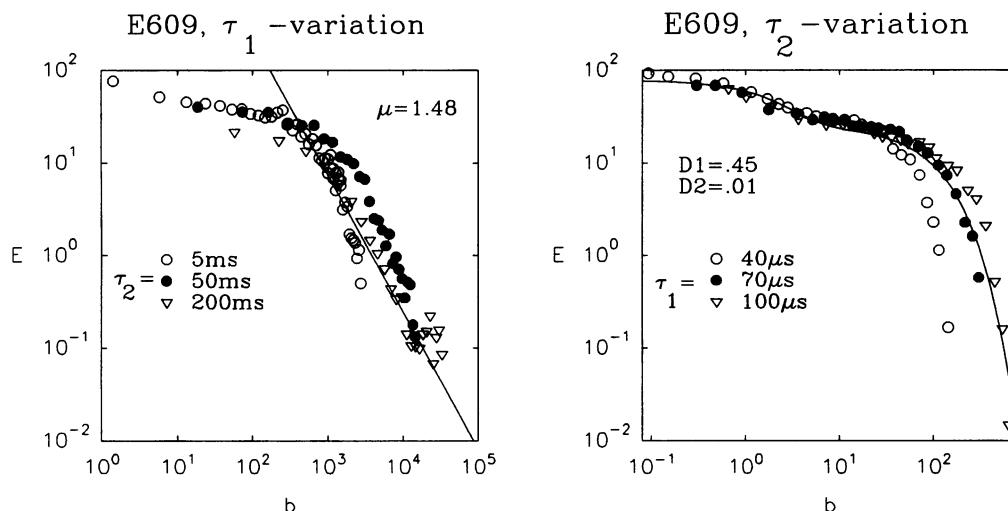 E609, τ1 -variation
10^2
10^1
10^0
10^-1
10^-2
E
μ=1.48
τ2= 5ms
50ms
200ms
10^0 10^1 10^2 10^3 10^4 10^5
b
E609, τ2 -variation
10^2
10^1
10^0
10^-1
10^-2
E
D1=.45
D2=.01
τ1= 40μs
70μs
100μs
10^-1 10^0 10^1 10^2
b